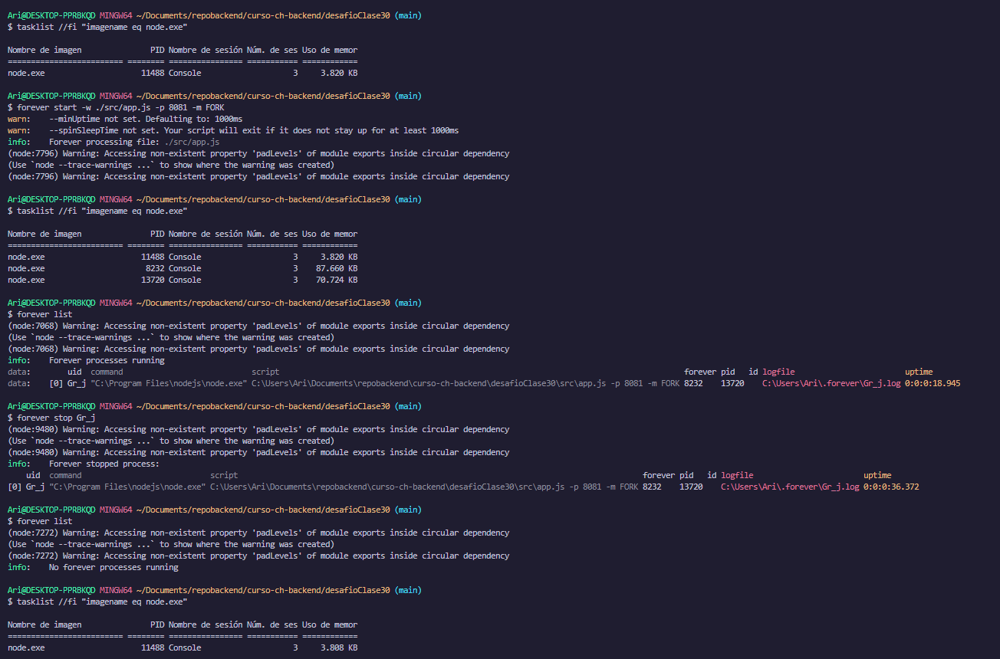 Ari@DESKTOP-PPRBKQD MINGW64 ~/Documents/repobackend/curso-ch-backend/desafioClase30 (main)
$ tasklist //fi "imagename eq node.exe"
Nombre de imagen PID Nombre de sesión Núm. de ses Uso de memor
========================= ======== ================ =========== ============
node.exe 11488 Console 3 3.820 KB
Ari@DESKTOP-PPRBKQD MINGW64 ~/Documents/repobackend/curso-ch-backend/desafioClase30 (main)
$ forever start -w ./src/app.js -p 8081 -m FORK
warn: --minUptime not set. Defaulting to: 1000ms
warn: --spinSleepTime not set. Your script will exit if it does not stay up for at least 1000ms
info: Forever processing file: ./src/app.js
(node:7796) Warning: Accessing non-existent property 'padLevels' of module exports inside circular dependency
(Use `node --trace-warnings ...` to show where the warning was created)
(node:7796) Warning: Accessing non-existent property 'padLevels' of module exports inside circular dependency
Ari@DESKTOP-PPRBKQD MINGW64 ~/Documents/repobackend/curso-ch-backend/desafioClase30 (main)
$ tasklist //fi "imagename eq node.exe"
Nombre de imagen PID Nombre de sesión Núm. de ses Uso de memor
========================= ======== ================ =========== ============
node.exe 11488 Console 3 3.820 KB
node.exe 8232 Console 3 87.660 KB
node.exe 13720 Console 3 70.724 KB
Ari@DESKTOP-PPRBKQD MINGW64 ~/Documents/repobackend/curso-ch-backend/desafioClase30 (main)
$ forever list
(node:7068) Warning: Accessing non-existent property 'padLevels' of module exports inside circular dependency
(Use `node --trace-warnings ...` to show where the warning was created)
(node:7068) Warning: Accessing non-existent property 'padLevels' of module exports inside circular dependency
info: Forever processes running
data: uid command script forever pid id logfile uptime
data: [0] Gr_j "C:\Program Files\nodejs\node.exe" C:\Users\Ari\Documents\repobackend\curso-ch-backend\desafioClase30\src\app.js -p 8081 -m FORK 8232 13720 C:\Users\Ari\.forever\Gr_j.log 0:0:0:18.945
Ari@DESKTOP-PPRBKQD MINGW64 ~/Documents/repobackend/curso-ch-backend/desafioClase30 (main)
$ forever stop Gr_j
(node:9480) Warning: Accessing non-existent property 'padLevels' of module exports inside circular dependency
(Use `node --trace-warnings ...` to show where the warning was created)
(node:9480) Warning: Accessing non-existent property 'padLevels' of module exports inside circular dependency
info: Forever stopped process:
uid command script forever pid id logfile uptime
[0] Gr_j "C:\Program Files\nodejs\node.exe" C:\Users\Ari\Documents\repobackend\curso-ch-backend\desafioClase30\src\app.js -p 8081 -m FORK 8232 13720 C:\Users\Ari\.forever\Gr_j.log 0:0:0:36.372
Ari@DESKTOP-PPRBKQD MINGW64 ~/Documents/repobackend/curso-ch-backend/desafioClase30 (main)
$ forever list
(node:7272) Warning: Accessing non-existent property 'padLevels' of module exports inside circular dependency
(Use `node --trace-warnings ...` to show where the warning was created)
(node:7272) Warning: Accessing non-existent property 'padLevels' of module exports inside circular dependency
info: No forever processes running
Ari@DESKTOP-PPRBKQD MINGW64 ~/Documents/repobackend/curso-ch-backend/desafioClase30 (main)
$ tasklist //fi "imagename eq node.exe"
Nombre de imagen PID Nombre de sesión Núm. de ses Uso de memor
========================= ======== ================ =========== ============
node.exe 11488 Console 3 3.808 KB